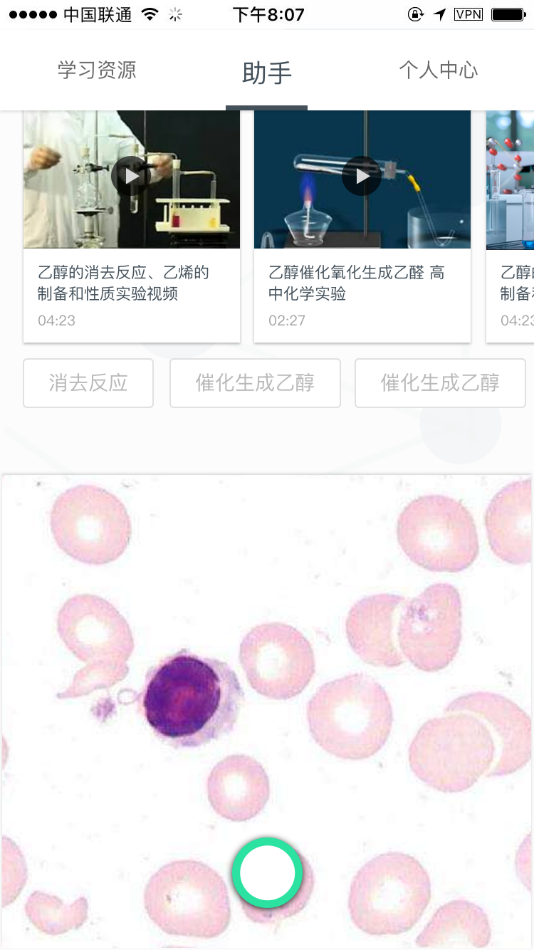 中国联通 下午8:07 VPN
学习资源 助手 个人中心
乙醇的消去反应、乙烯的
制备和性质实验视频
04:23
乙醇催化氧化生成乙醛 高
中化学实验
02:27
乙醇
制备
04:23
消去反应 催化生成乙醇 催化生成乙醇